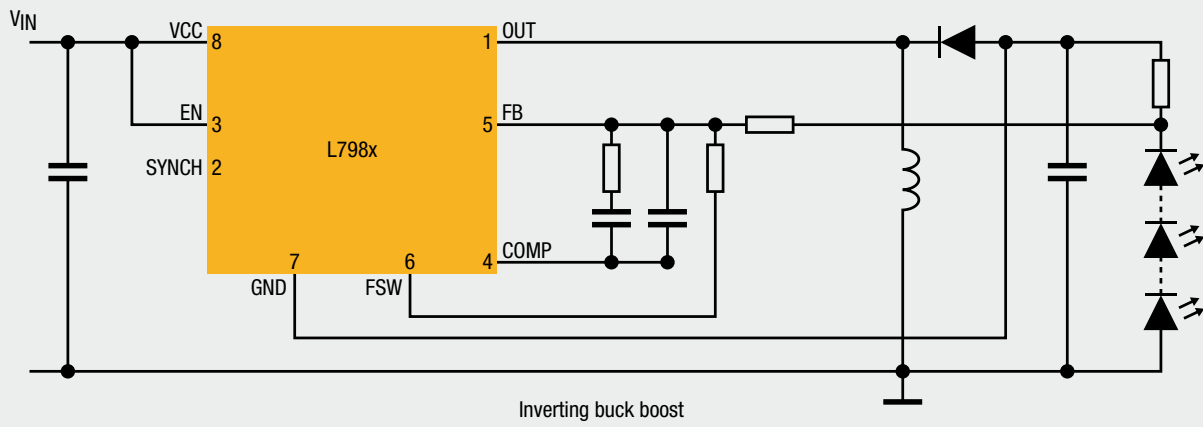 VIN
VCC
8
1
OUT
EN
3
5
FB
L798x
SYNCH
2
7
6
4
COMP
GND
FSW
Inverting buck boost